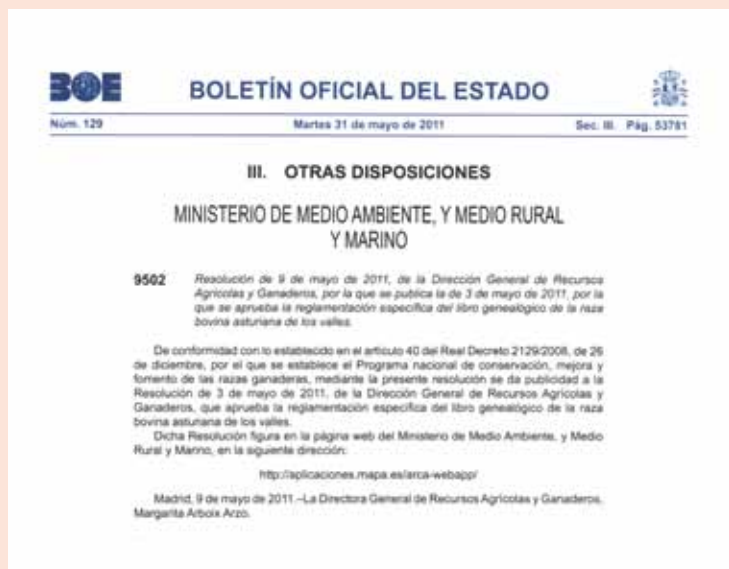 BOE
BOLETÍN OFICIAL DEL ESTADO
Núm. 129
Martes 31 de mayo de 2011
Sec. III. Pág. 53781
III. OTRAS DISPOSICIONES
MINISTERIO DE MEDIO AMBIENTE, Y MEDIO RURAL
Y MARINO
9502 Resolución de 9 de mayo de 2011, de la Dirección General de Recursos
Agrícolas y Ganaderos, por la que se publica la de 3 de mayo de 2011, por la
que se aprueba la reglamentación específica del libro genealógico de la raza
bovina asturiana de los valles.
De conformidad con lo establecido en el artículo 40 del Real Decreto 2129/2008, de 26
de diciembre, por el que se establece el Programa nacional de conservación, mejora y
fomento de las razas ganaderas, mediante la presente resolución se da publicidad a la
Resolución de 3 de mayo de 2011, de la Dirección General de Recursos Agrícolas y
Ganaderos, que aprueba la reglamentación específica del libro genealógico de la raza
bovina asturiana de los valles.
Dicha Resolución figura en la página web del Ministerio de Medio Ambiente, y Medio
Rural y Marino, en la siguiente dirección:
http://aplicaciones.mapa.es/arca-webapp/
Madrid, 9 de mayo de 2011.–La Directora General de Recursos Agrícolas y Ganaderos,
Margarita Arboix Arzo.